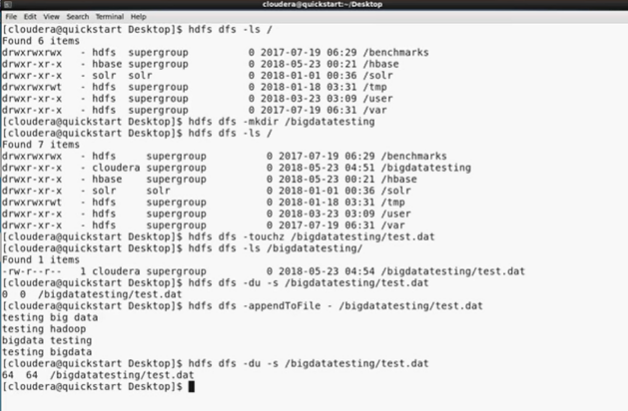 cloudera@quickstart:~/Desktop
File Edit View Search Terminal Help
[cloudera@quickstart Desktop]$ hdfs dfs -ls /
Found 6 items
drwxrwxrwx - hdfs supergroup 0 2017-07-19 06:29 /benchmarks
drwxr-xr-x - hbase supergroup 0 2018-05-23 00:21 /hbase
drwxr-xr-x - solr solr 0 2018-01-01 00:36 /solr
drwxrwxrwt - hdfs supergroup 0 2018-01-18 03:31 /tmp
drwxr-xr-x - hdfs supergroup 0 2018-03-23 03:09 /user
drwxr-xr-x - hdfs supergroup 0 2017-07-19 06:31 /var
[cloudera@quickstart Desktop]$ hdfs dfs -mkdir /bigdatatesting
[cloudera@quickstart Desktop]$ hdfs dfs -ls /
Found 7 items
drwxrwxrwx - hdfs supergroup 0 2017-07-19 06:29 /benchmarks
drwxr-xr-x - cloudera supergroup 0 2018-05-23 04:51 /bigdatatesting
drwxr-xr-x - hbase supergroup 0 2018-05-23 00:21 /hbase
drwxr-xr-x - solr solr 0 2018-01-01 00:36 /solr
drwxrwxrwt - hdfs supergroup 0 2018-01-18 03:31 /tmp
drwxr-xr-x - hdfs supergroup 0 2018-03-23 03:09 /user
drwxr-xr-x - hdfs supergroup 0 2017-07-19 06:31 /var
[cloudera@quickstart Desktop]$ hdfs dfs -touchz /bigdatatesting/test.dat
[cloudera@quickstart Desktop]$ hdfs dfs -ls /bigdatatesting/
Found 1 items
-rw-r--r-- 1 cloudera supergroup 0 2018-05-23 04:54 /bigdatatesting/test.dat
[cloudera@quickstart Desktop]$ hdfs dfs -du -s /bigdatatesting/test.dat
0 0 /bigdatatesting/test.dat
[cloudera@quickstart Desktop]$ hdfs dfs -appendToFile - /bigdatatesting/test.dat
testing big data
testing hadoop
bigdata testing
testing bigdata
[cloudera@quickstart Desktop]$ hdfs dfs -du -s /bigdatatesting/test.dat
64 64 /bigdatatesting/test.dat
[cloudera@quickstart Desktop]$